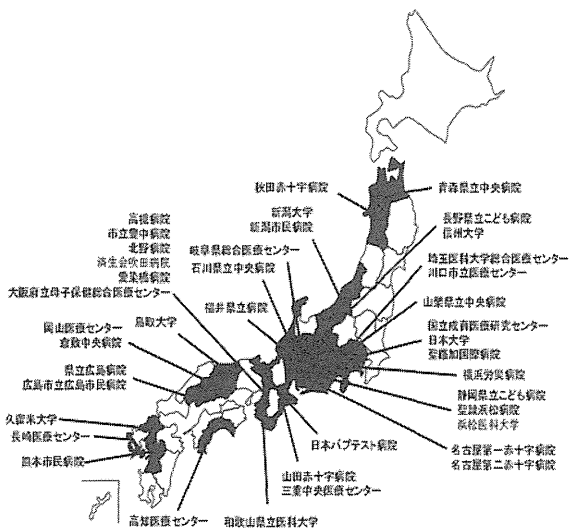 秋田赤十字病院
青森県立中央病院
新潟大学
新潟市民病院
長野県立こども病院
信州大学
高槻病院
市立豊中病院
北野病院
済生会吹田病院
愛染橋病院
大阪府立母子保健総合医療センター
岐阜県総合医療センター
石川県立中央病院
埼玉医科大学総合医療センター
川口市立医療センター
福井県立病院
山梨県立中央病院
鳥取大学
岡山医療センター
倉敷中央病院
国立成育医療研究センター
日本大学
聖路加国際病院
県立広島病院
広島市立広島市民病院
横浜労災病院
静岡県立こども病院
聖隷浜松病院
浜松医科大学
久留米大学
長崎医療センター
熊本市民病院
日本バプテスト病院
名古屋第一赤十字病院
名古屋第二赤十字病院
山田赤十字病院
三重中央医療センター
高知医療センター
和歌山県立医科大学